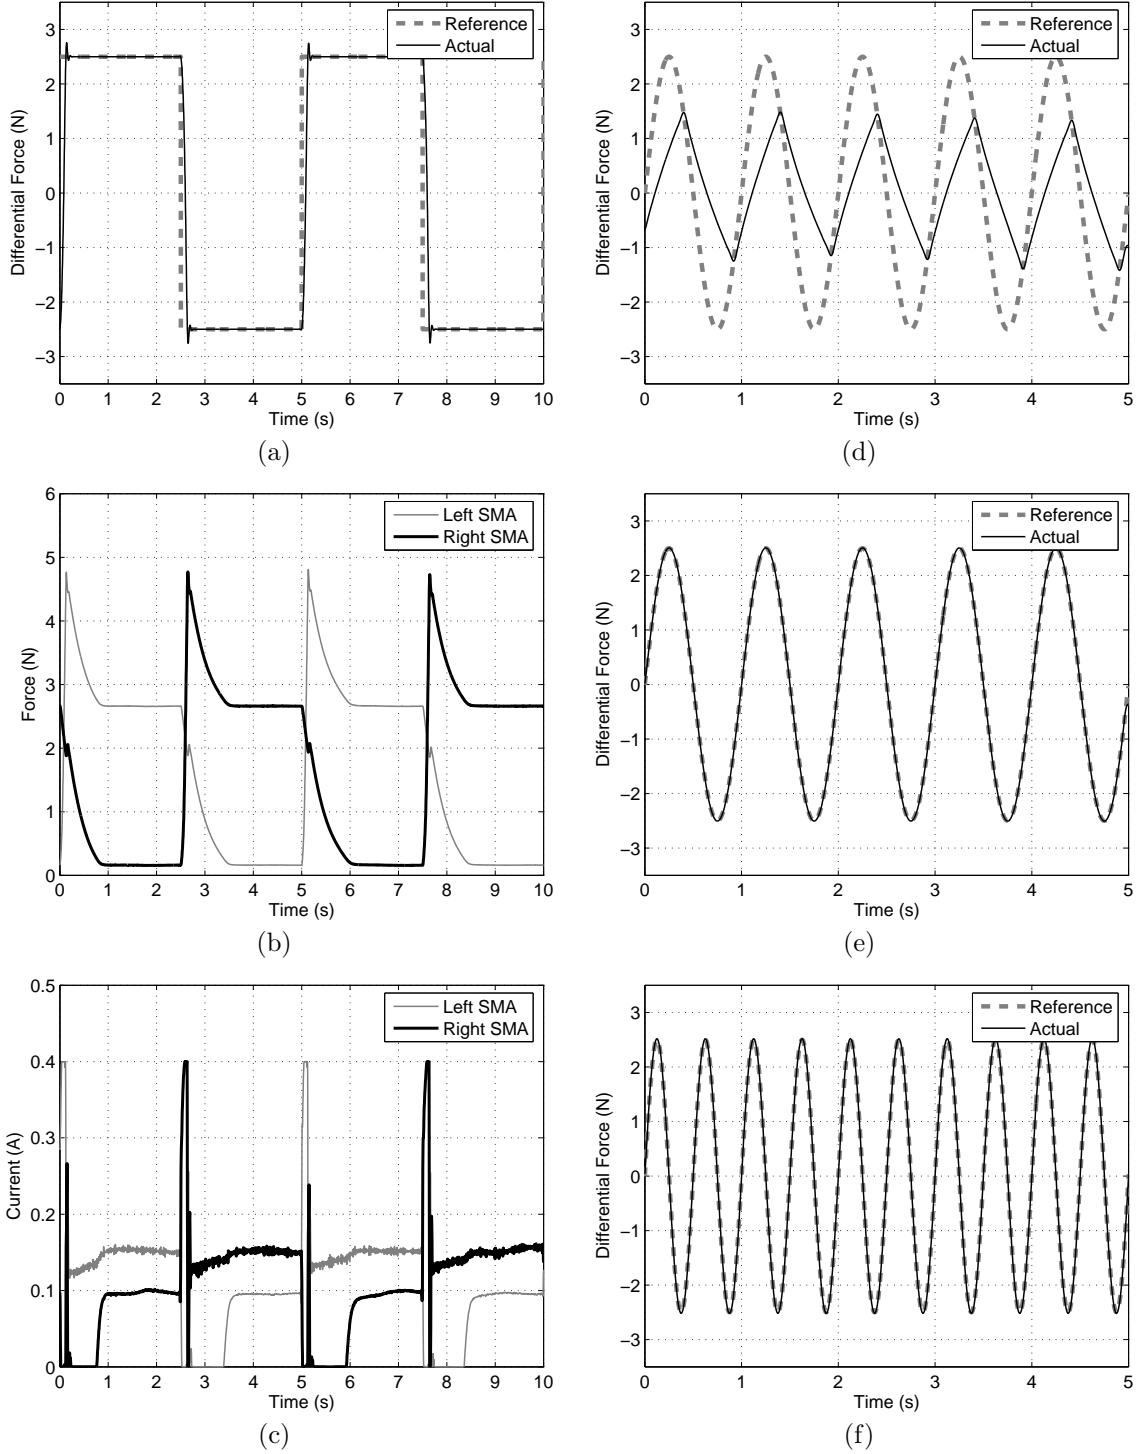 3
2
1
0
−1
−2
−3
Differential Force (N)
0 1 2 3 4 5 6 7 8 9 10
Time (s)
Reference
Actual
(a)
3
2
1
0
−1
−2
−3
Differential Force (N)
0 1 2 3 4 5
Time (s)
Reference
Actual
(d)
6
5
4
3
2
1
0
Force (N)
0 1 2 3 4 5 6 7 8 9 10
Time (s)
Left SMA
Right SMA
(b)
3
2
1
0
−1
−2
−3
Differential Force (N)
0 1 2 3 4 5
Time (s)
Reference
Actual
(e)
0.5
0.4
0.3
0.2
0.1
0
Current (A)
0 1 2 3 4 5 6 7 8 9 10
Time (s)
Left SMA
Right SMA
(c)
3
2
1
0
−1
−2
−3
Differential Force (N)
0 1 2 3 4 5
Time (s)
Reference
Actual
(f)